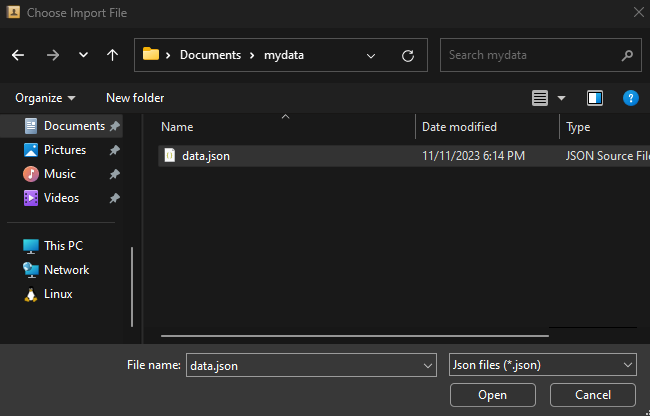 Choose Import File
Documents mydata
Search mydata
Organize New folder
Name Date modified Type
data.json 11/11/2023 6:14 PM JSON Source File
Documents
Pictures
Music
Videos
This PC
Network
Linux
File name: data.json Json files (*.json)
Open Cancel